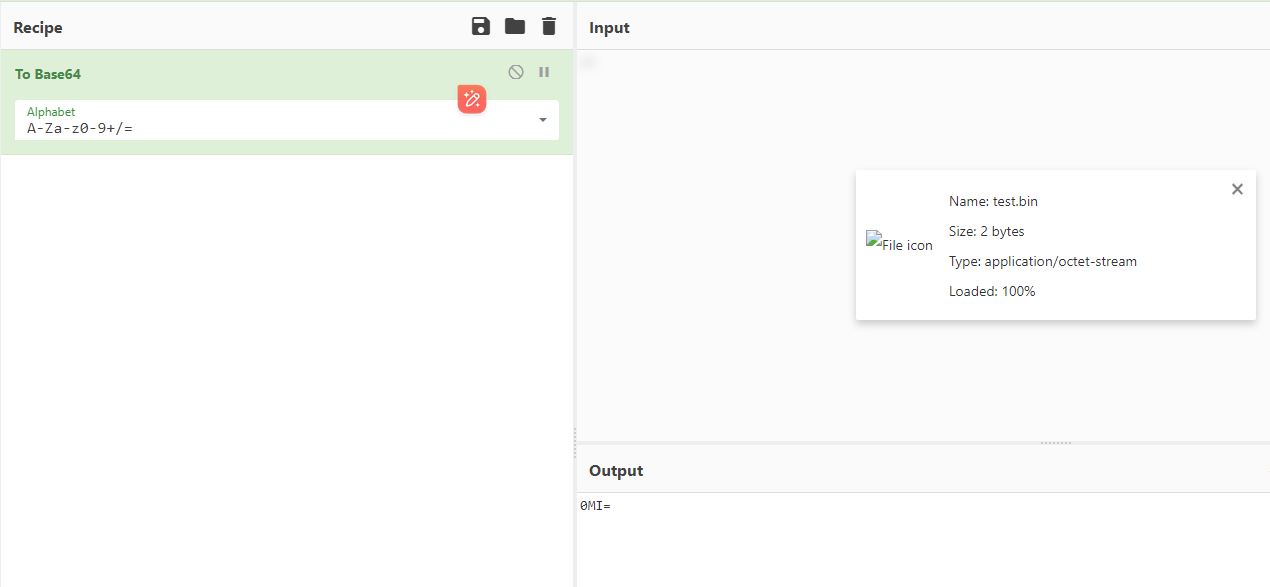 Recipe
To Base64
Alphabet
A-Za-z0-9+/=
Input
File icon
Name: test.bin
Size: 2 bytes
Type: application/octet-stream
Loaded: 100%
Output
0MI=